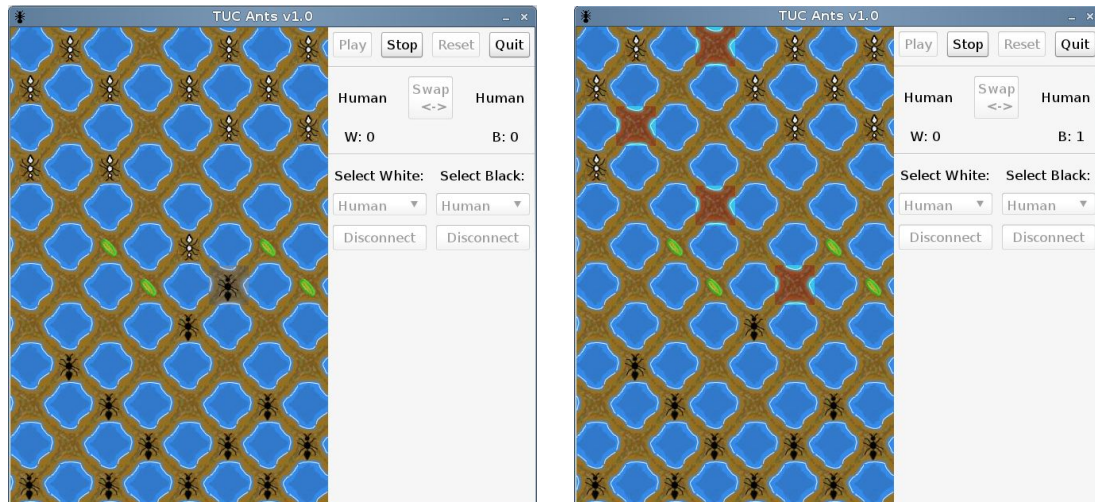 TUC Ants v1.0
Play Stop Reset Quit
Human Swap <-> Human
W: 0 B: 0
Select White: Select Black:
Human Human
Disconnect Disconnect
TUC Ants v1.0
Play Stop Reset Quit
Human Swap <-> Human
W: 0 B: 1
Select White: Select Black:
Human Human
Disconnect Disconnect